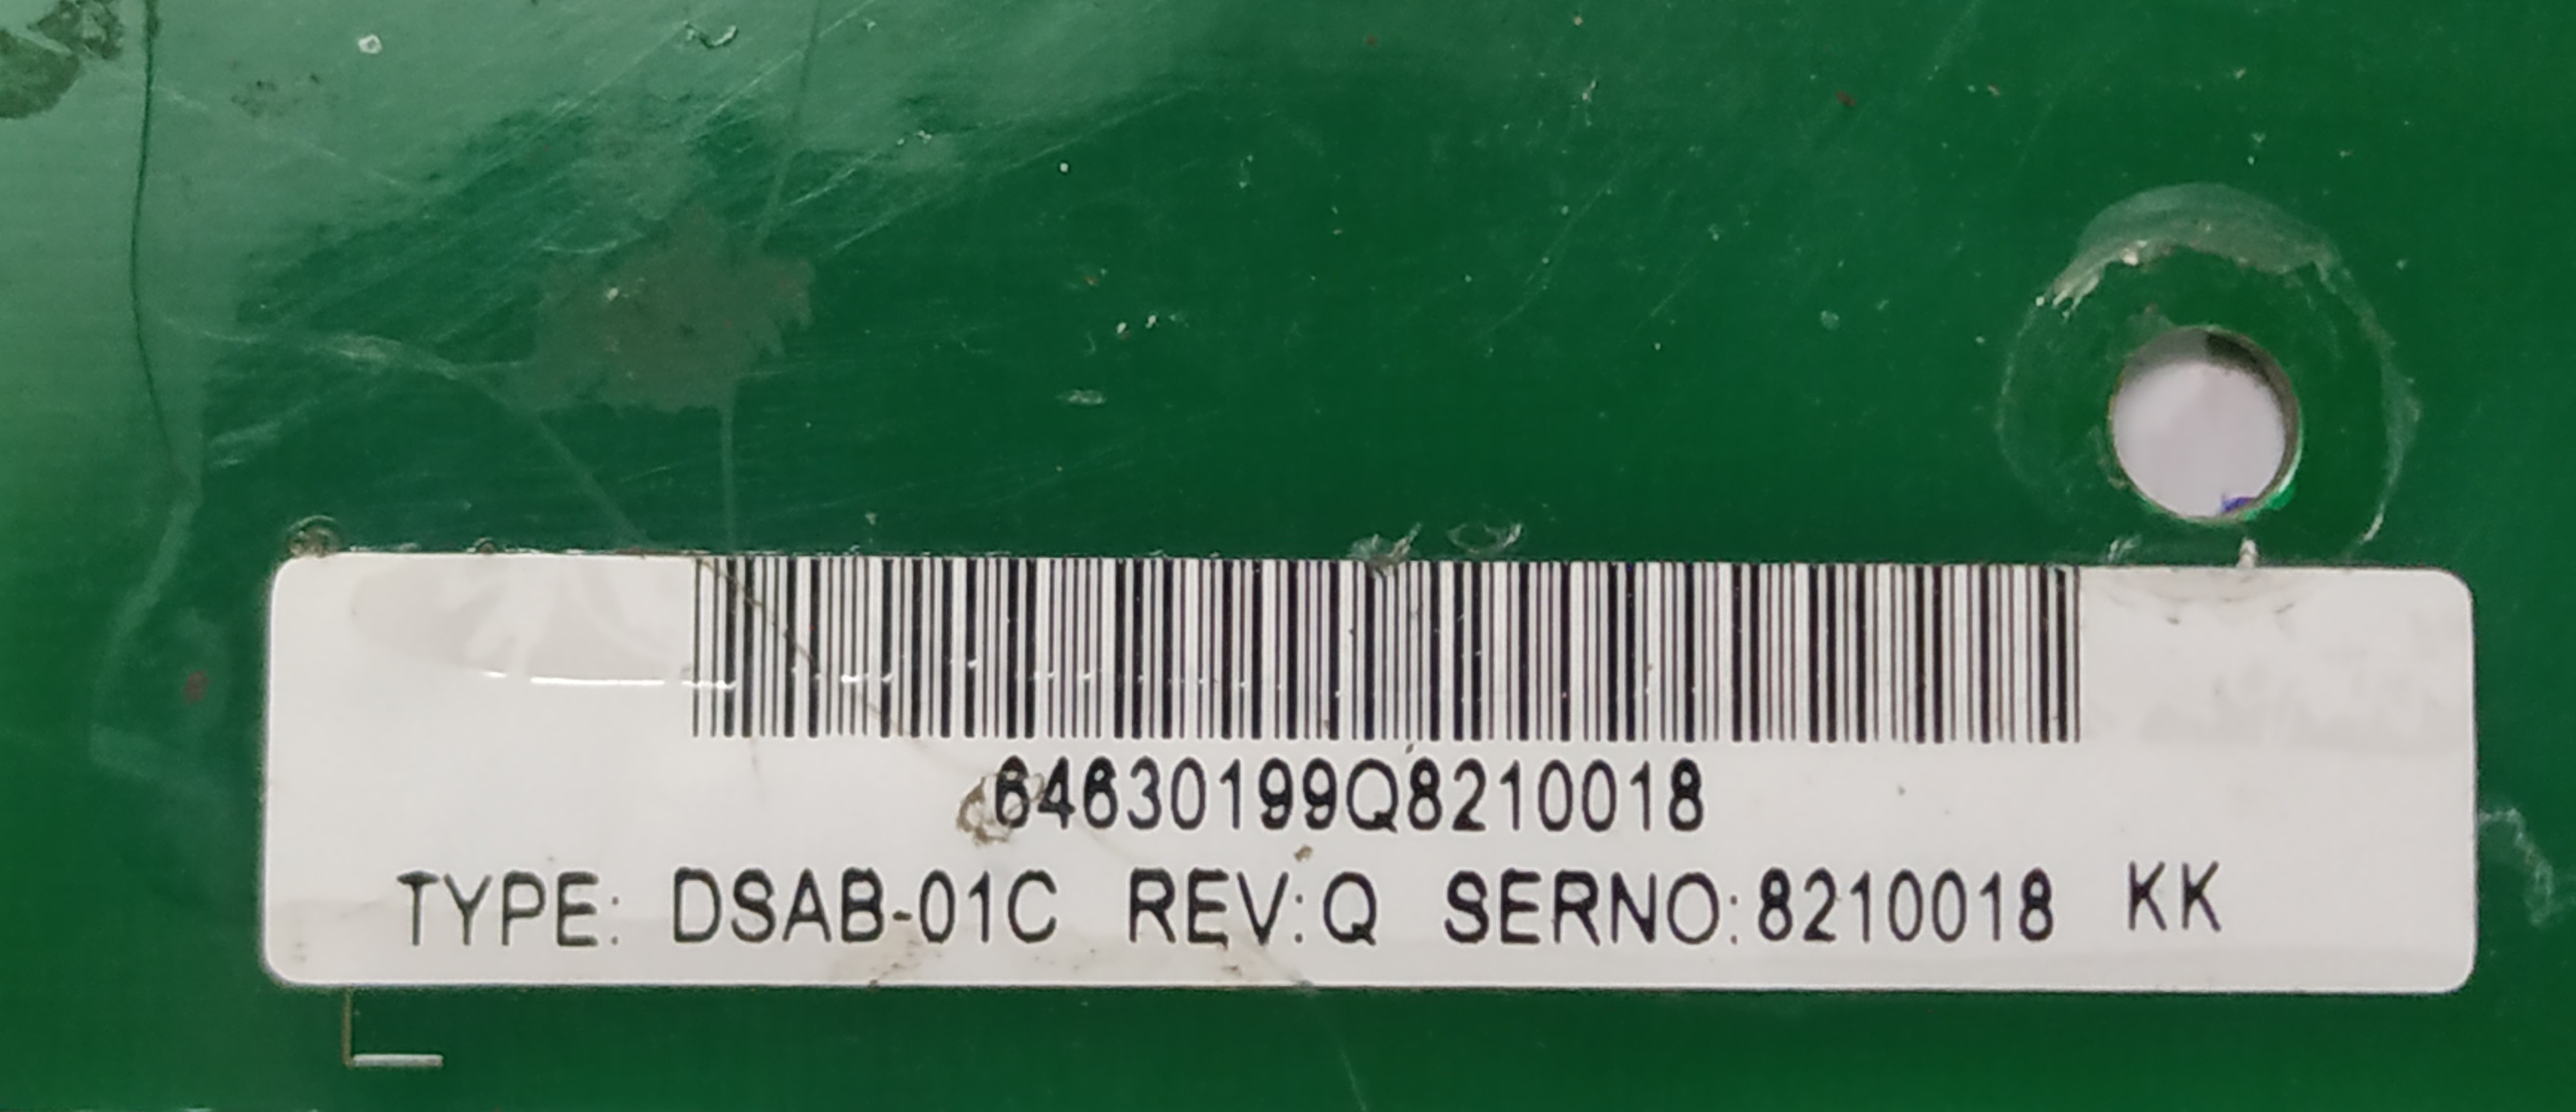 64630199Q8210018
TYPE: DSAB-01C REV:Q SERNO:8210018 KK